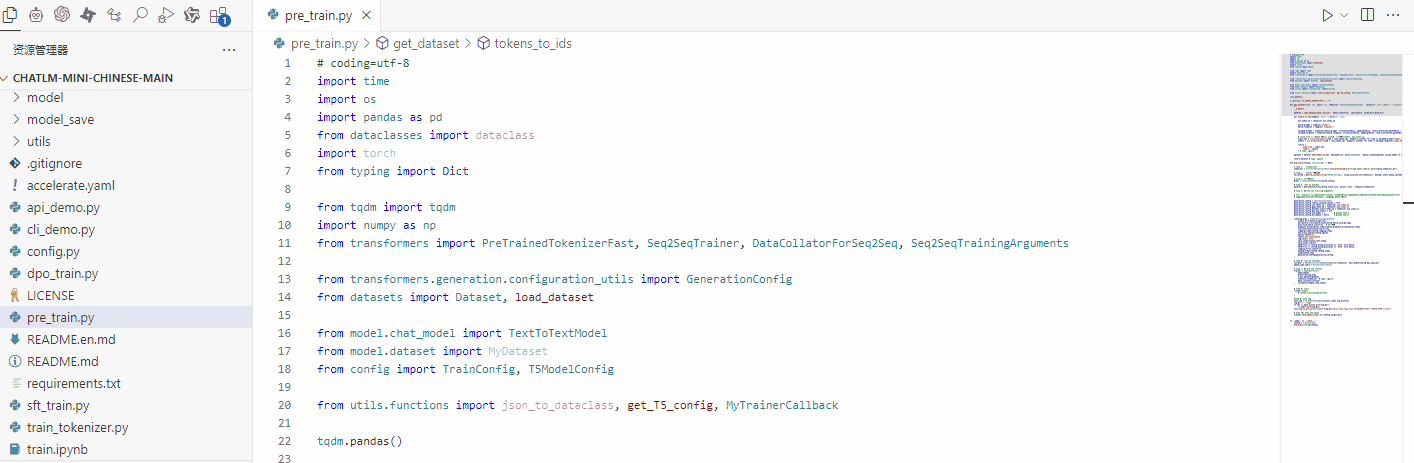 1
pre_train.py
资源管理器
pre_train.py
get_dataset
tokens_to_ids
CHATLM-MINI-CHINESE-MAIN
model
model_save
utils
.gitignore
accelerate.yaml
api_demo.py
cli_demo.py
config.py
dpo_train.py
LICENSE
pre_train.py
README.en.md
README.md
requirements.txt
sft_train.py
train_tokenizer.py
train.ipynb
1 # coding=utf-8
2 import time
3 import os
4 import pandas as pd
5 from dataclasses import dataclass
6 import torch
7 from typing import Dict
8
9 from tqdm import tqdm
10 import numpy as np
11 from transformers import PreTrainedTokenizerFast, Seq2SeqTrainer, DataCollatorForSeq2Seq, Seq2SeqTrainingArguments
12
13 from transformers.generation.configuration_utils import GenerationConfig
14 from datasets import Dataset, load_dataset
15
16 from model.chat_model import TextToTextModel
17 from model.dataset import MyDataset
18 from config import TrainConfig, T5ModelConfig
19
20 from utils.functions import json_to_dataclass, get_T5_config, MyTrainerCallback
21
22 tqdm.pandas()
23